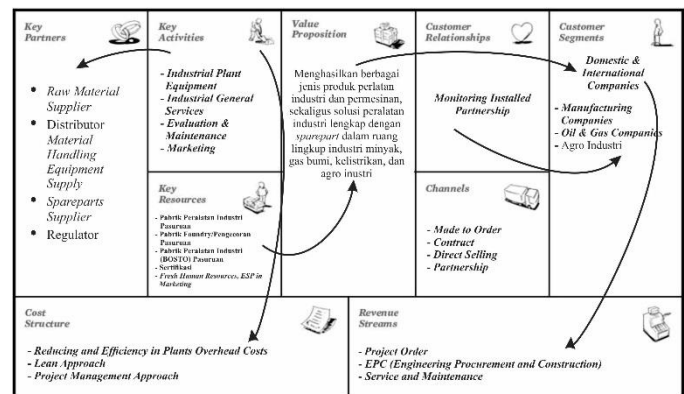 Key
Partners
• Raw Material
Supplier
• Distributor
Material
Handling
Equipment
Supply
• Spareparts
Supplier
• Regulator
Key
Activities
- Industrial Plant
Equipment
- Industrial General
Services
- Evaluation &
Maintenance
- Marketing
Key
Resources
- Pabrik Peralatan Industri
Pasuruan
- Pabrik Foundry/Pengecoran
Pasuruan
- Pabrik Peralatan Industri
(BOSTO) Pasuruan
- Sertifikasi
- Fresh Human Resources, ESP in
Marketing
Value
Proposition
Menghasilkan berbagai
jenis produk perlatan
industri dan permesinan,
sekaligus solusi peralatan
industri lengkap dengan
sparepart dalam ruang
lingkup industri minyak,
gas bumi, kelistrikan, dan
agro inustri
Customer
Relationships
Monitoring Installed
Partnership
Channels
- Made to Order
- Contract
- Direct Selling
- Partnership
Customer
Segments
Domestic &
International
Companies
- Manufacturing
Companies
- Oil & Gas Companies
- Agro Industri
Cost
Structure
- Reducing and Efficiency in Plants Overhead Costs
- Lean Approach
- Project Management Approach
Revenue
Streams
- Project Order
- EPC (Engineering Procurement and Construction)
- Service and Maintenance